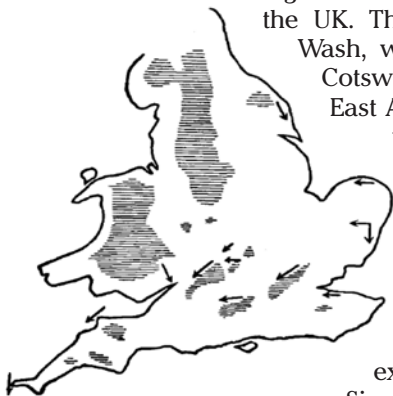 the UK. Th
Wash, w
Cotsw
East A
ex